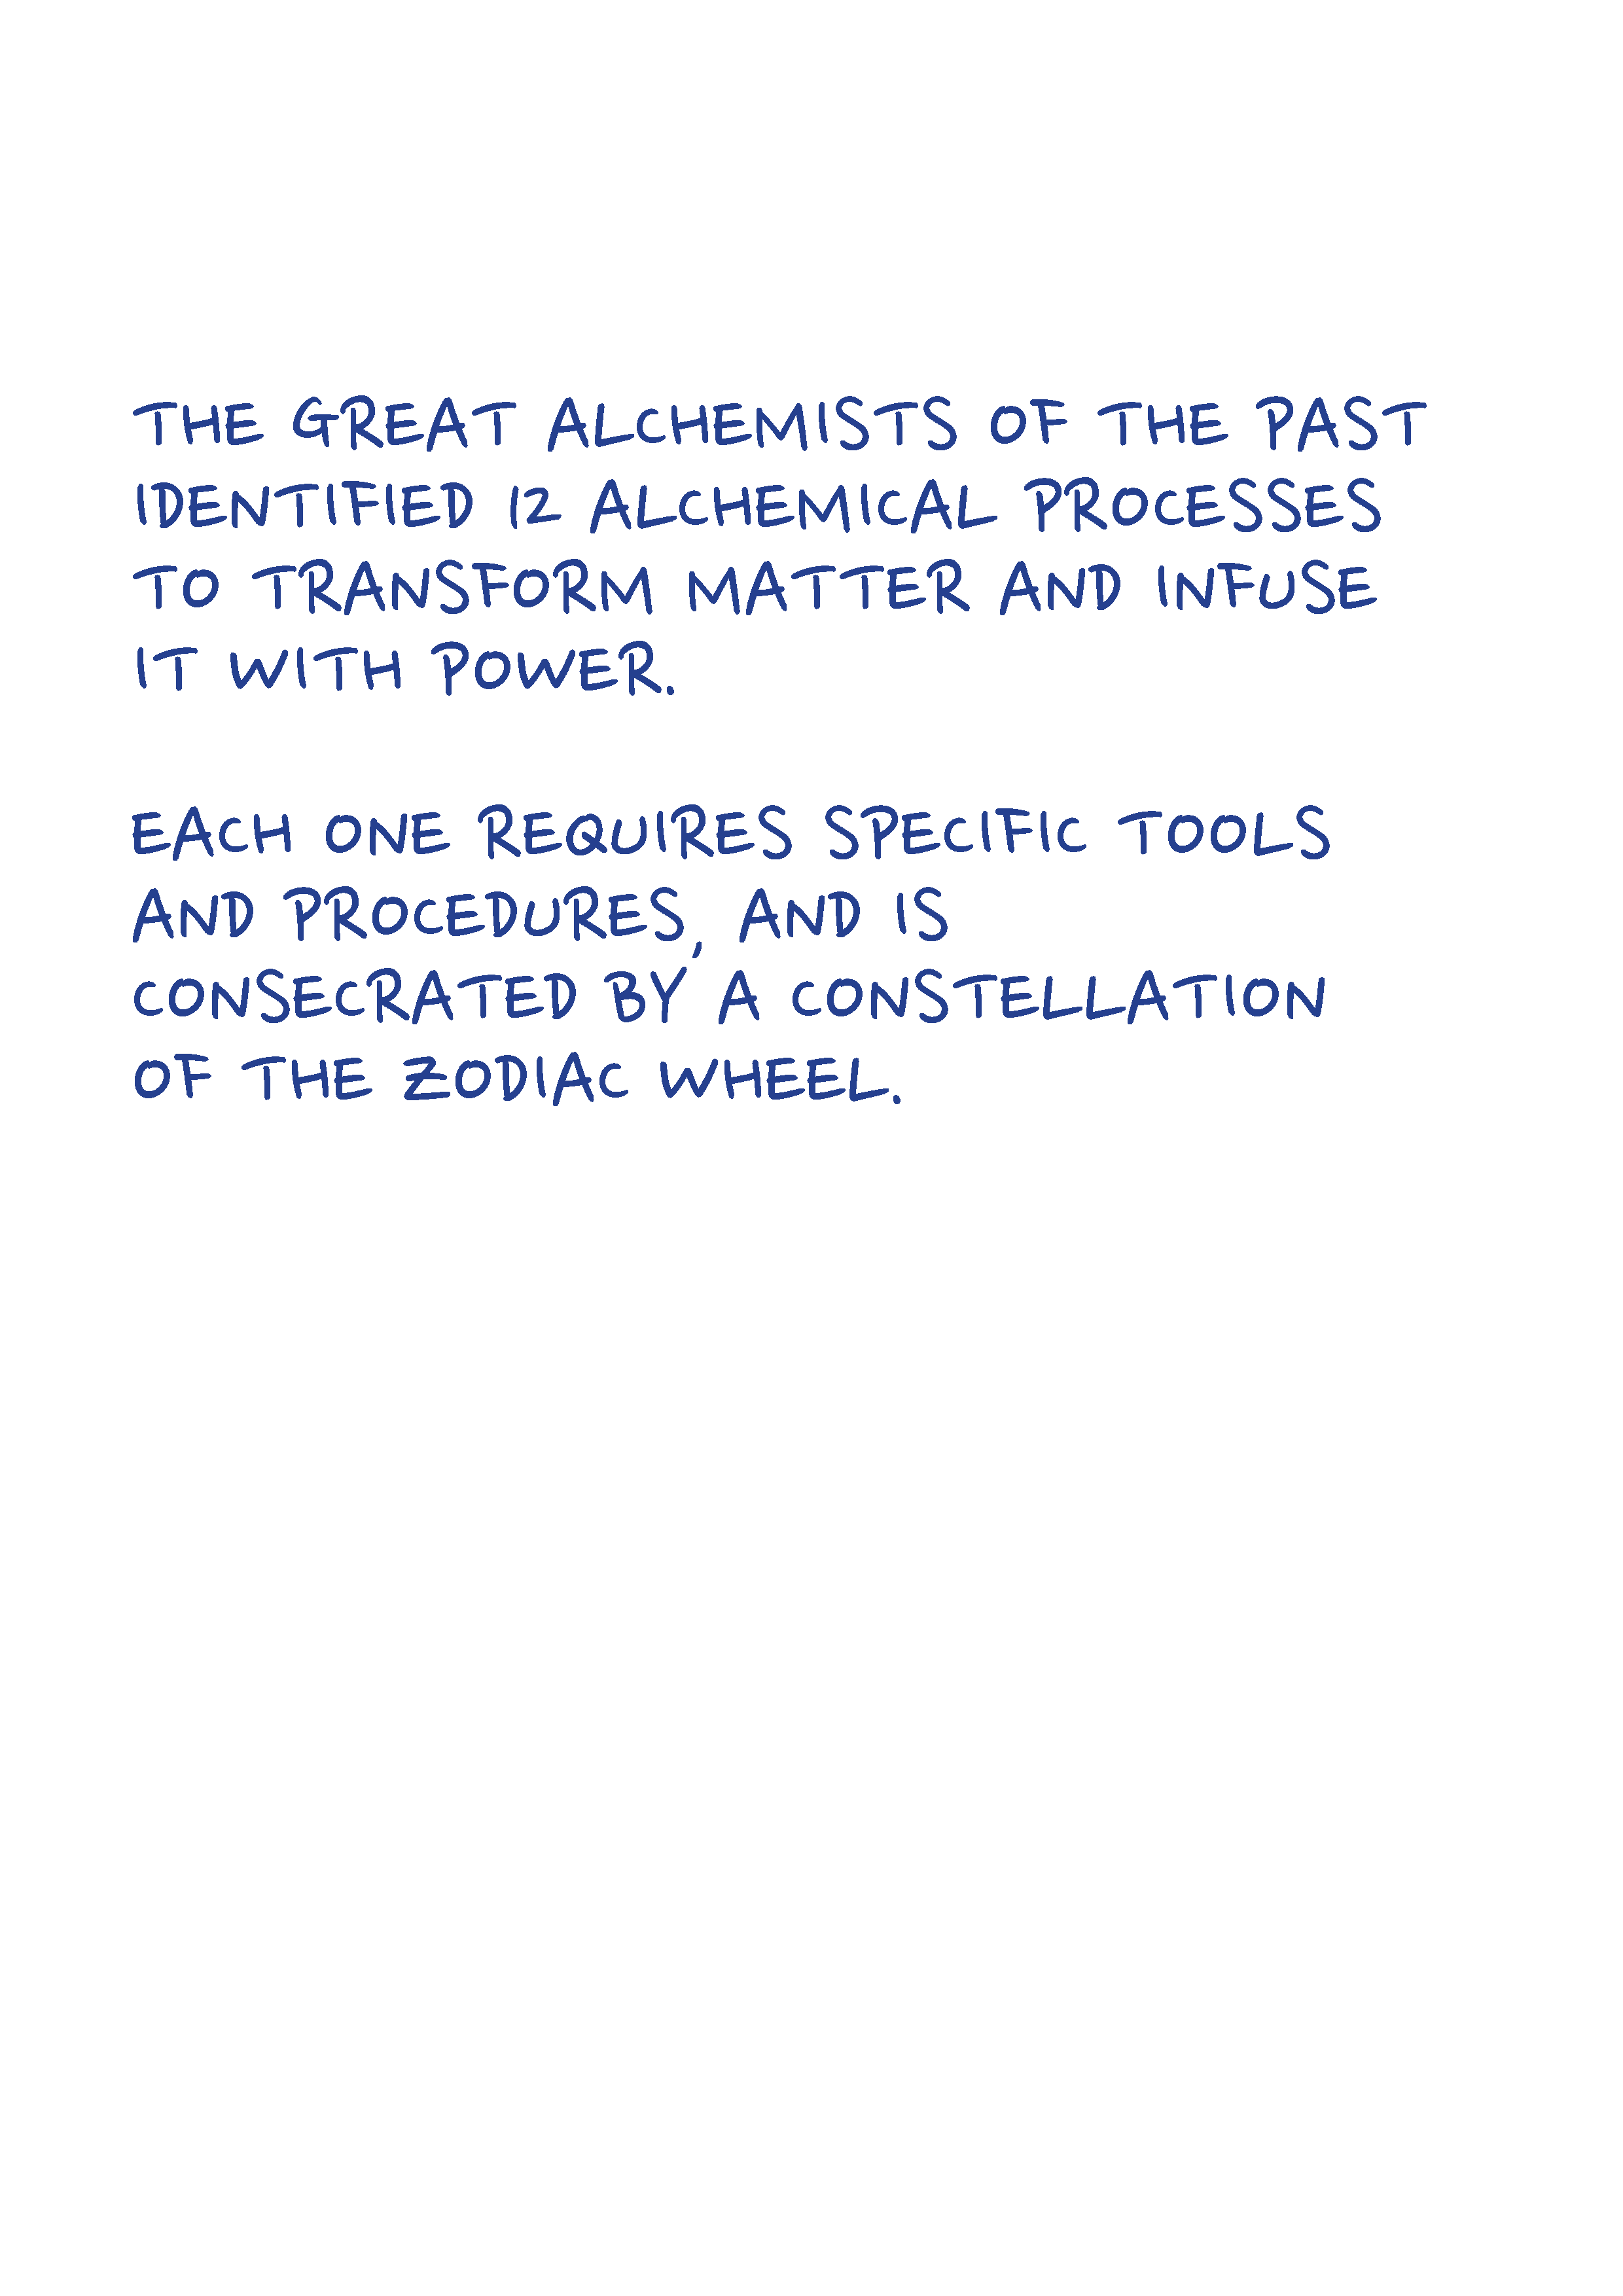 THE GREAT ALCHEMISTS OF THE PAST
IDENTIFIED 12 ALCHEMICAL PROCESSES
TO TRANSFORM MATTER AND INFUSE
IT WITH POWER.
EACH ONE REQUIRES SPECIFIC TOOLS
AND PROCEDURES, AND IS
CONSECRATED BY A CONSTELLATION
OF THE ZODIAC WHEEL.